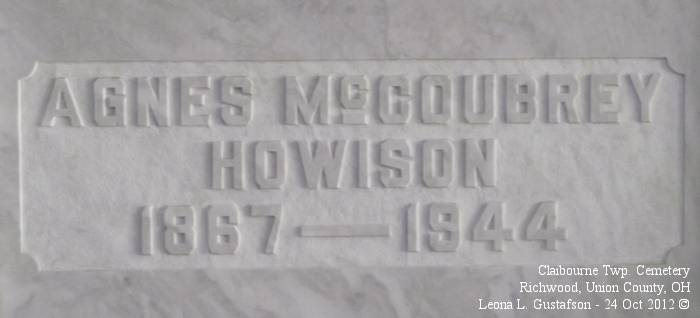 AGNES McCOUBREY
HOWISON
1867—1944
Claibourne Twp. Cemetery
Richwood, Union County, OH
Leona L. Gustafson - 24 Oct 2012 ©